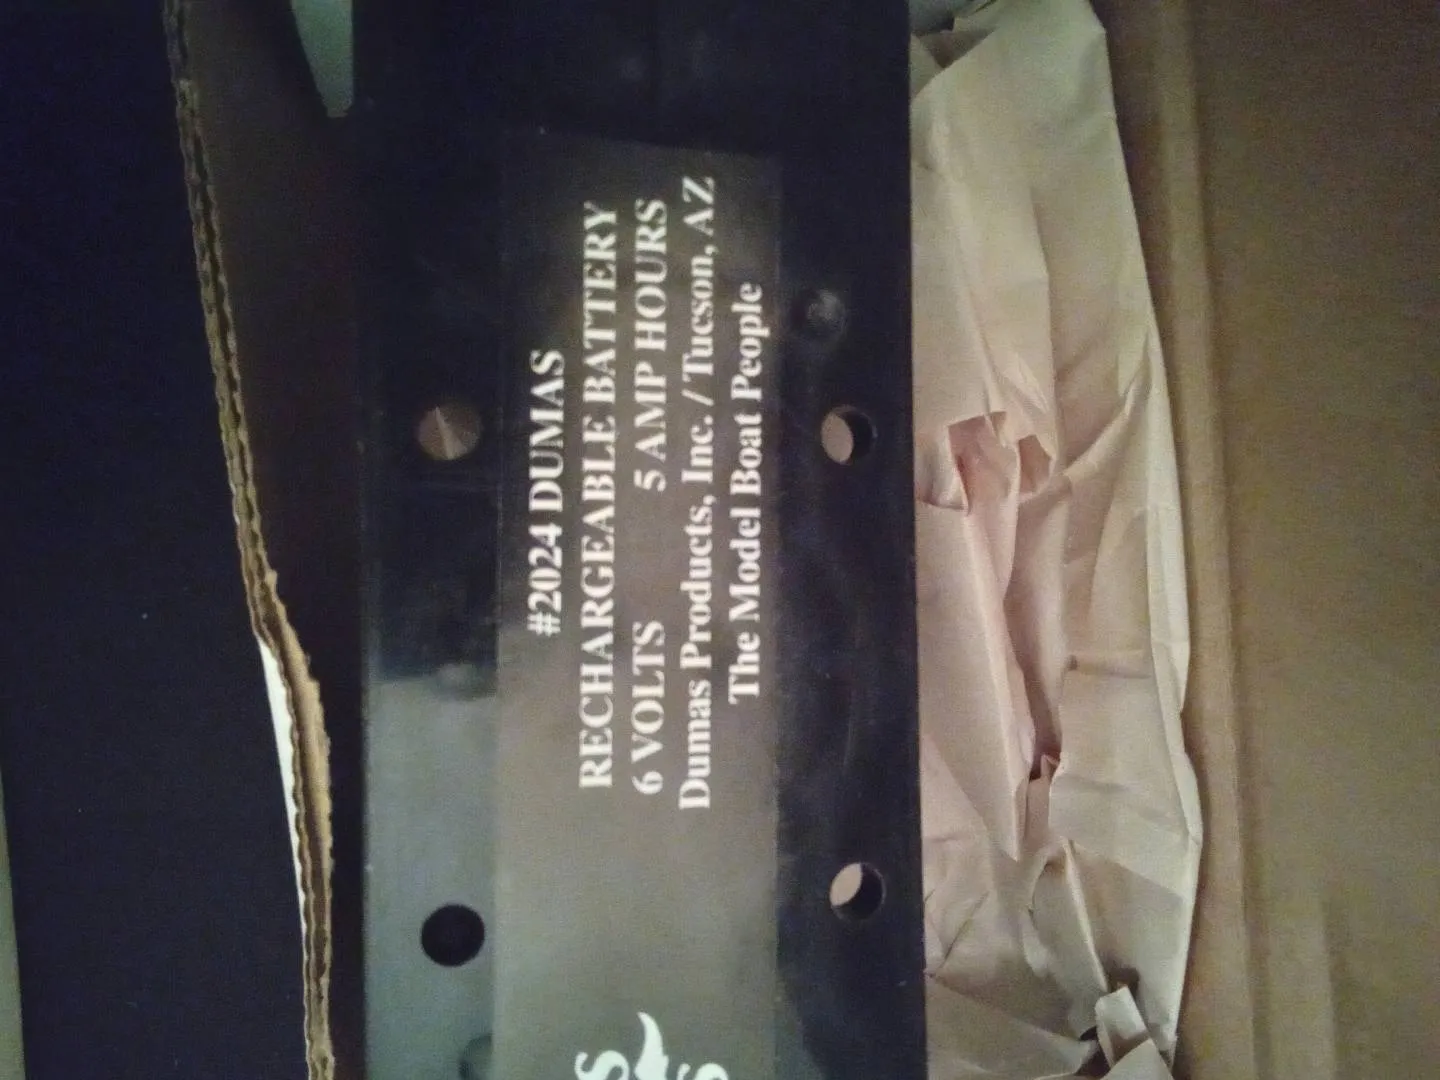 #2024 DUMAS
RECHARGEABLE BATTERY
6 VOLTS 5 AMP HOURS
Dumas Products, Inc. / Tucson, AZ
The Model Boat People